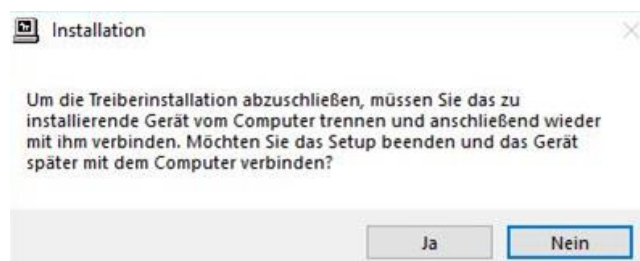 Installation
Um die Treiberinstallation abzuschließen, müssen Sie das zu
installierende Gerät vom Computer trennen und anschließend wieder
mit ihm verbinden. Möchten Sie das Setup beenden und das Gerät
später mit dem Computer verbinden?
Ja
Nein